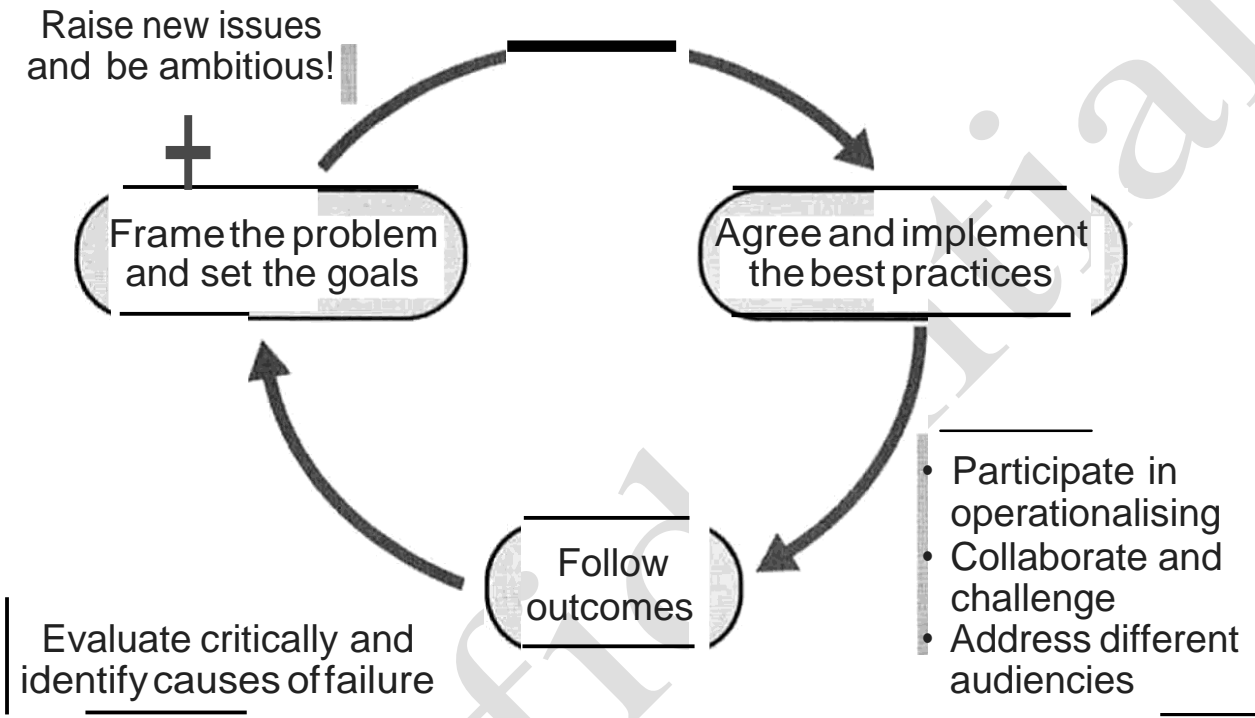 Raise new issues
and be ambitious!
Frame the problem
and set the goals
Agree and implement
the best practices
• Participate in
operationalising
• Collaborate and
challenge
• Address different
audiencies
Follow
outcomes
Evaluate critically and
identify causes of failure